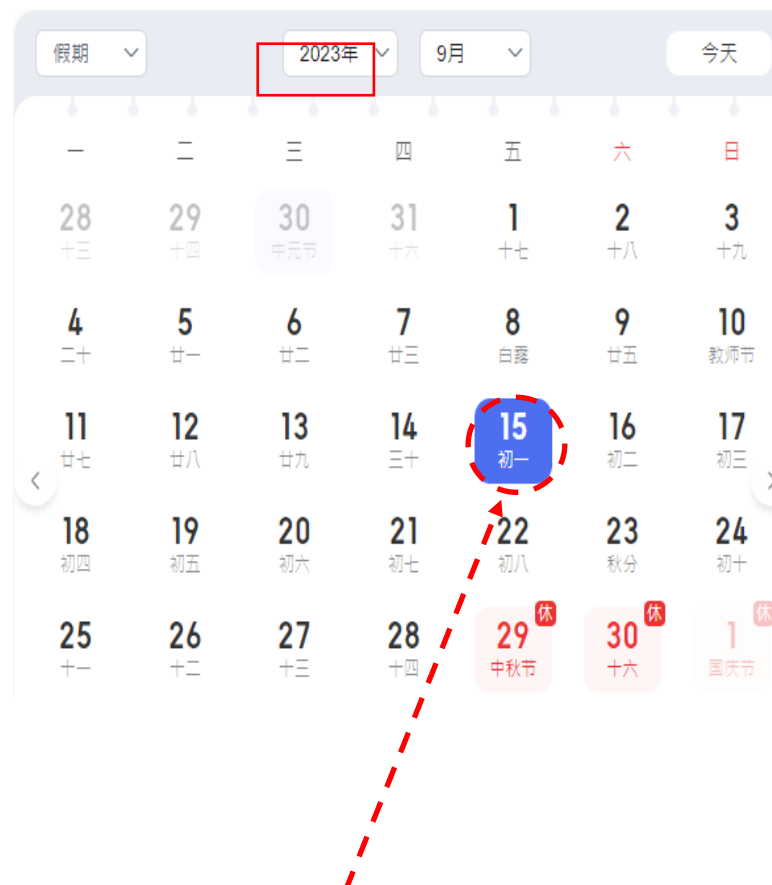 假期 2023年 9月 今天
一 二 三 四 五 六 日
28 29 30 31 1 2 3
十三 十四 中元节 十六 十七 十八 十九
4 5 6 7 8 9 10
二十 廿一 廿二 廿三 白露 廿五 教师节
11 12 13 14 15 16 17
廿七 廿八 廿九 三十 初一 初二 初三
18 19 20 21 22 23 24
初四 初五 初六 初七 初八 秋分 初十
休 休 休
25 26 27 28 29 30 1
十一 十二 十三 十四 中秋节 十六 国庆节